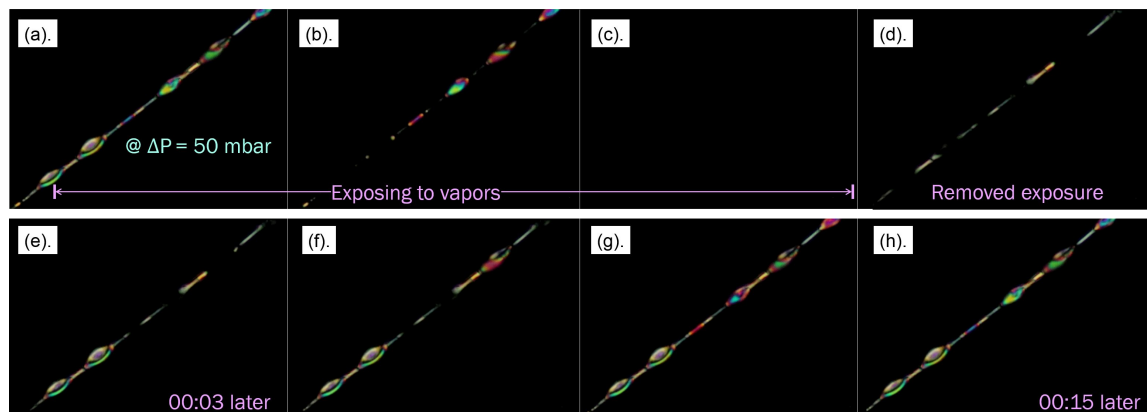 (a).
(b).
(c).
(d).
@ ΔP = 50 mbar
Exposing to vapors
Removed exposure
(e).
(f).
(g).
(h).
00:03 later
00:15 later